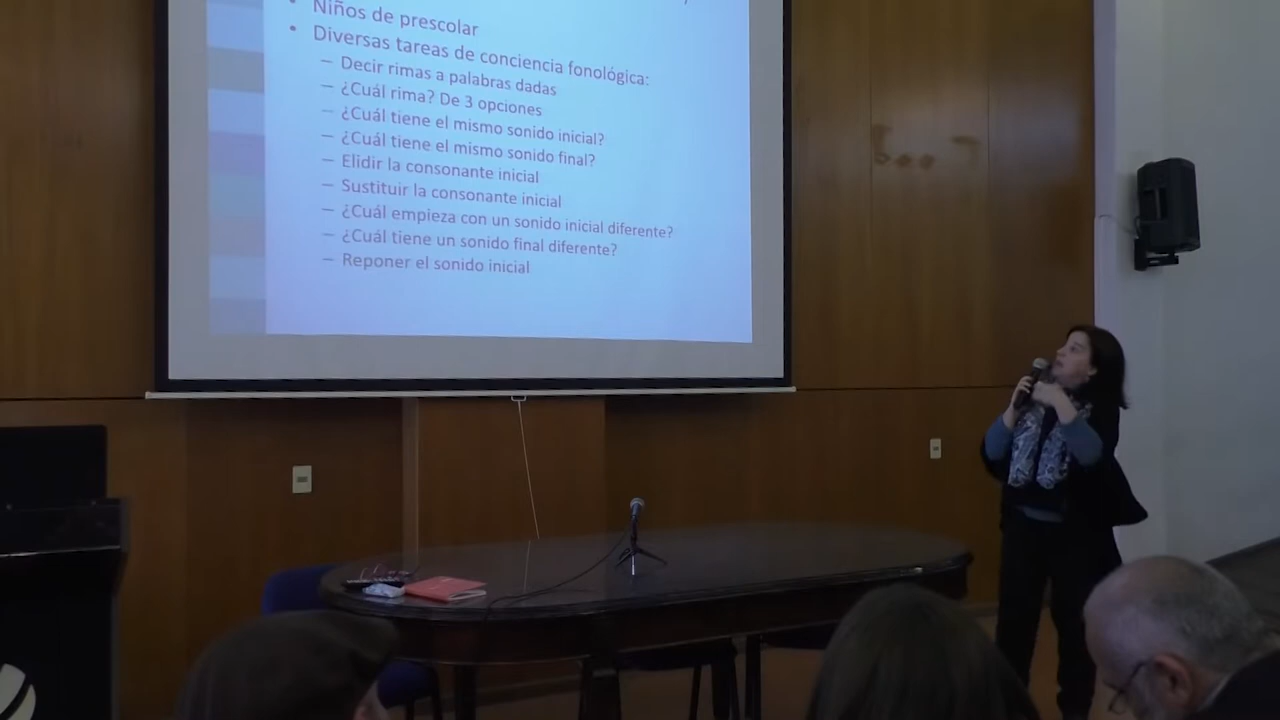 • Niños de prescolar
• Diversas tareas de conciencia fonológica:
– Decir rimas a palabras dadas
– ¿Cuál rima? De 3 opciones
– ¿Cuál tiene el mismo sonido inicial?
– ¿Cuál tiene el mismo sonido final?
– Elidir la consonante inicial
– Sustituir la consonante inicial
– ¿Cuál empieza con un sonido inicial diferente?
– ¿Cuál tiene un sonido final diferente?
– Reponer el sonido inicial